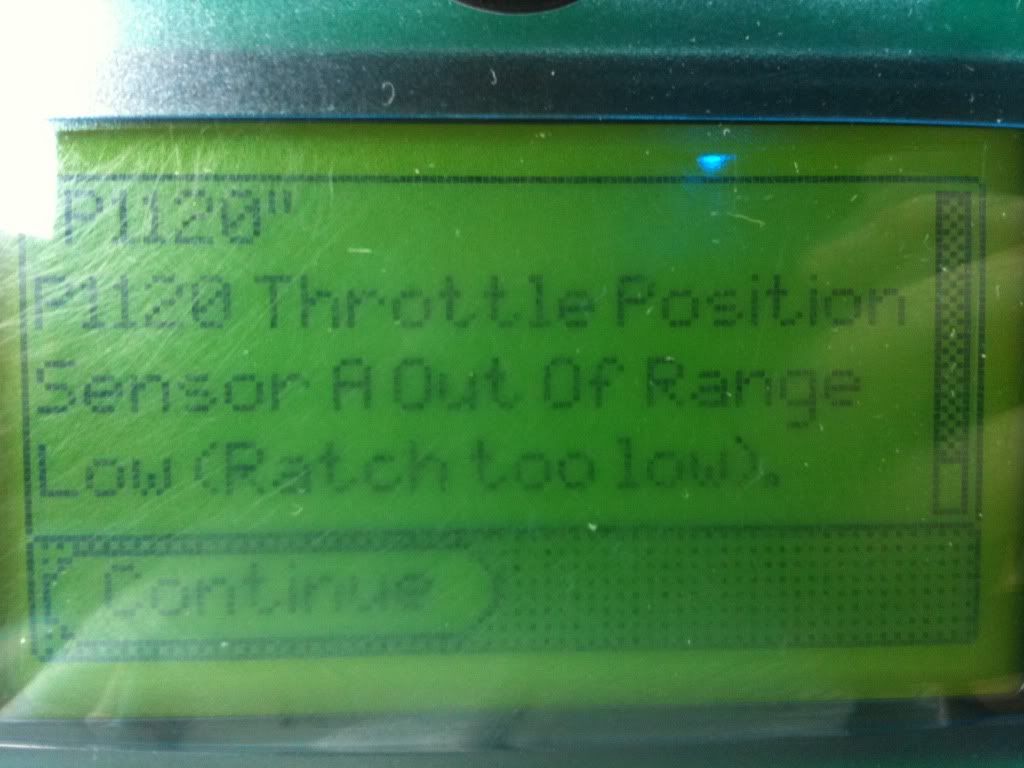 P1120"
P1120 Throttle Position
Sensor A Out Of Range
Low (Ratch too low).
Continue